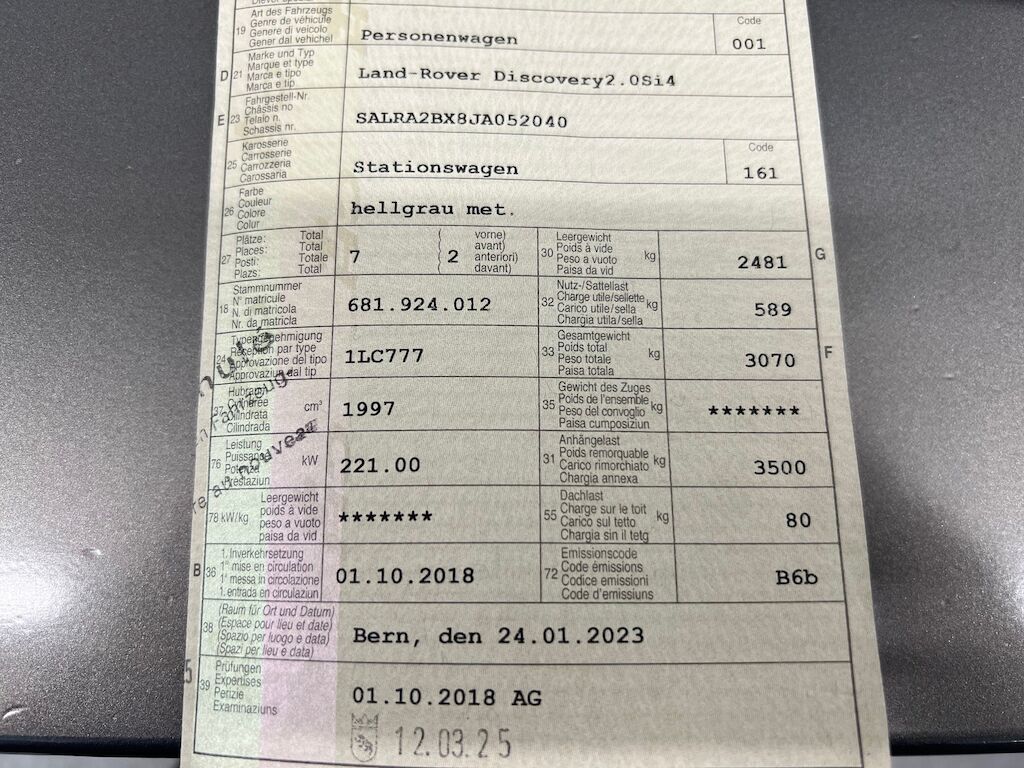 Art des Fahrzeugs
Genre de véhicule
19 Genere di veicolo
Gener dal vehichel
Personenwagen
Code
001
Marke und Typ
Marque et type
D 21 Marca e tipo
Marca e tip
Land-Rover Discovery2.0Si4
Fahrgestell-Nr.
Châssis no
E 23 Telaio n.
Schassis nr.
SALRA2BX8JA052040
Karosserie
Carrosserie
25 Carrozzeria
Carossaria
Stationswagen
Code
161
Farbe
Couleur
26 Colore
Colur
hellgrau met.
Plätze: Total
Places: Total
27 Posti: Totale
Plazs: Total
7
2
vorne)
avant)
anteriori)
davant)
Leergewicht
Poids à vide
30 Peso a vuoto kg
Paisa da vid
2481
G
Stammnummer
N° matricule
18 N. di matricola
Nr. da matricla
681.924.012
Nutz-/Sattellast
Charge utile/sellette
32 Carico utile/sella kg
Chargia utila/sella
589
Typengenehmigung
Réception par type
24 Approvazione del tipo
Approvaziun dal tip
1LC777
Gesamtgewicht
33 Poids total
Peso totale kg
Paisa totala
3070
F
Hubraum
Cylindrée
37 Cilindrata cm³
Cilindrada
1997
Gewicht des Zuges
35 Poids de l'ensemble
Peso del convoglio kg
Paisa cumposiziun
*******
Leistung
Puissance
76 Potenza kW
Prestaziun
221.00
Anhängelast
31 Poids remorquable
Carico rimorchiato kg
Chargia annexa
3500
Leergewicht
78 kW/kg poids à vide
peso a vuoto
paisa da vid
*******
Dachlast
55 Charge sur le toit
Carico sul tetto kg
Chargia sin il tetg
80
1. Inverkehrsetzung
B 36 1re mise en circulation
1a messa in circolazione
1. entrada en circulaziun
01.10.2018
Emissionscode
72 Code émissions
Codice emissioni
Code d'emissiuns
B6b
(Raum für Ort und Datum)
38 (Espace pour lieu et date)
(Spazio per luogo e data)
(Spazi per lieu e data)
Bern, den 24.01.2023
Prüfungen
39 Expertises
Perizie
Examinaziuns
01.10.2018 AG
12.03.25